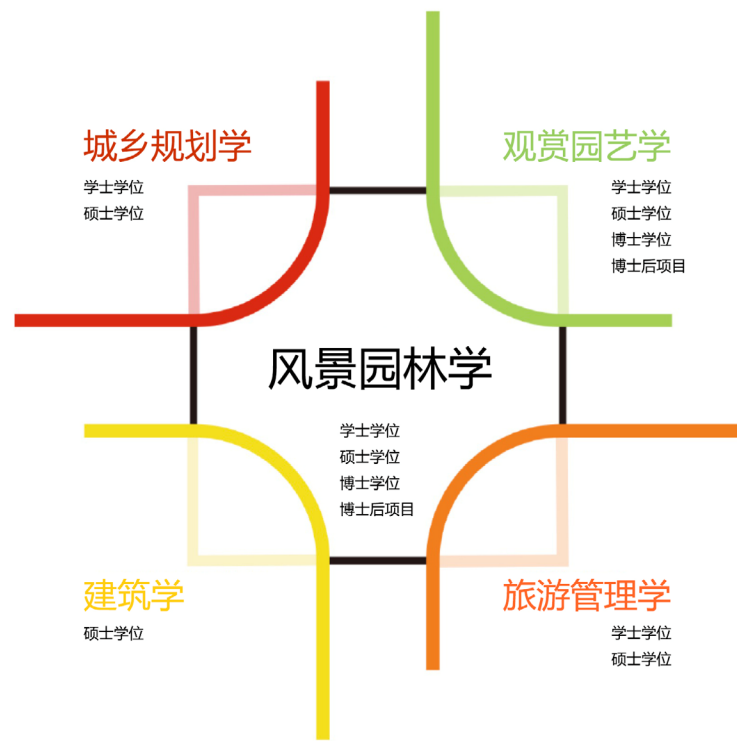 城乡规划学
学士学位
硕士学位
观赏园艺学
学士学位
硕士学位
博士学位
博士后项目
风景园林学
学士学位
硕士学位
博士学位
博士后项目
建筑学
硕士学位
旅游管理学
学士学位
硕士学位